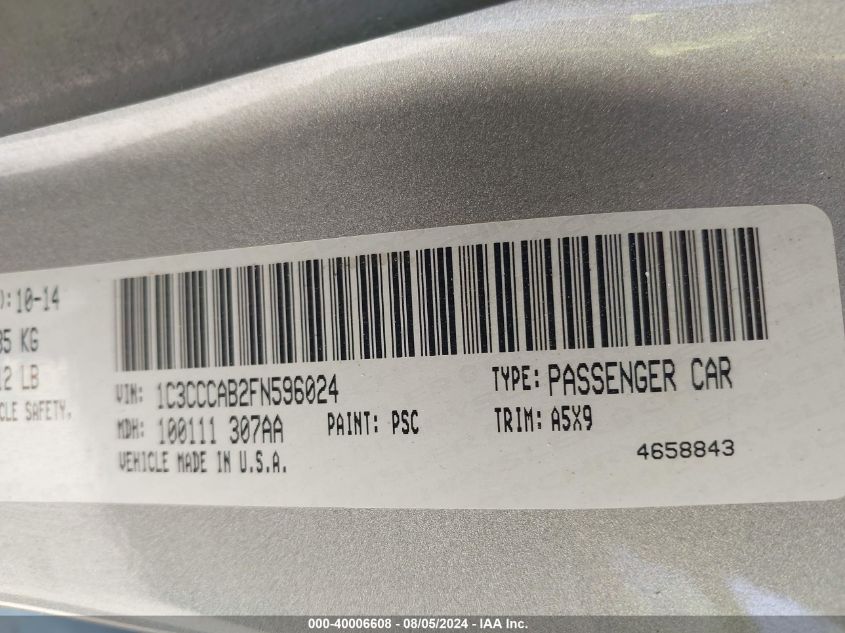 ): 10-14
05 KG
12 LB
CLE SAFETY,
VIN: 1C3CCCAB2FN596024
TYPE: PASSENGER CAR
MDH: 100111 307AA
PAINT: PSC
TRIM: A5X9
VEHICLE MADE IN U.S.A.
4658843
000-40006608 - 08/05/2024 - IAA Inc.